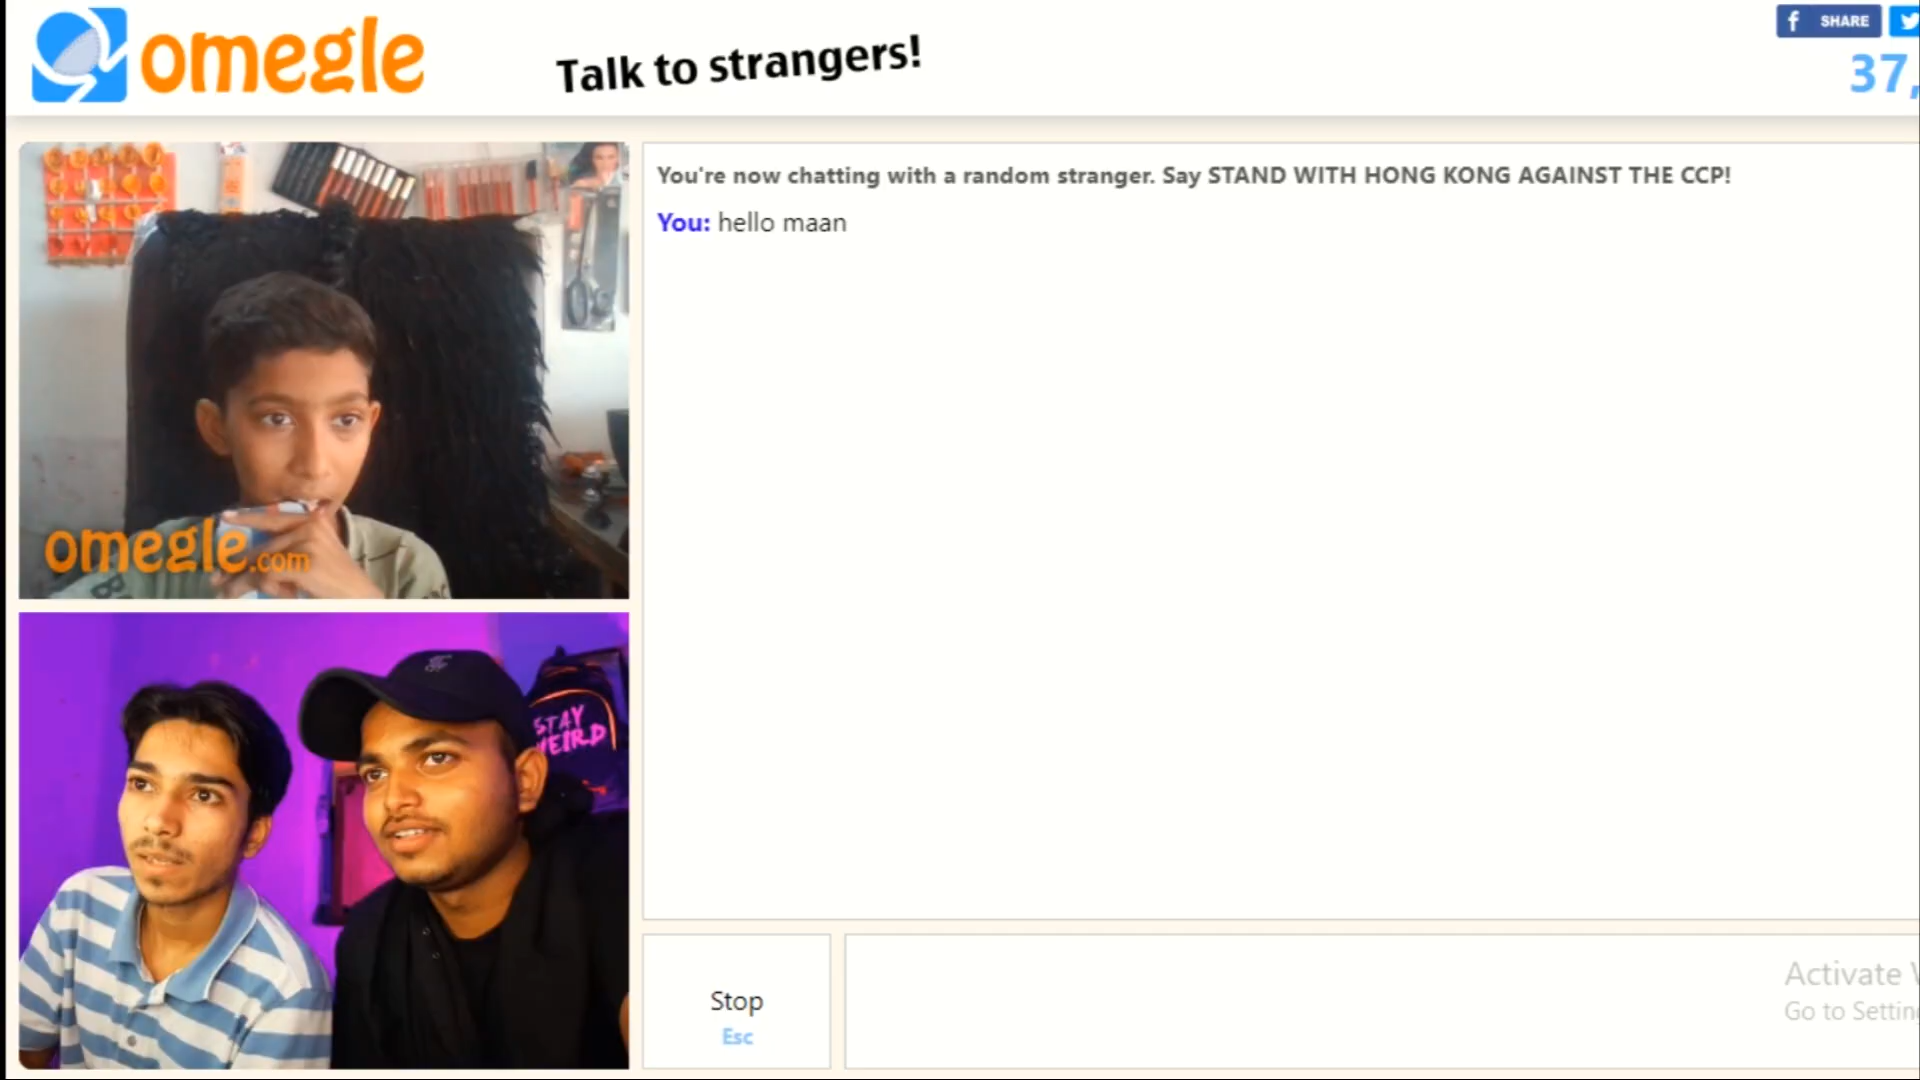 omegle
Talk to strangers!
f SHARE
37,
You're now chatting with a random stranger. Say STAND WITH HONG KONG AGAINST THE CCP!
You: hello maan
omegle.com
STAY
WEIRD
Stop
Esc
Activate
Go to Setting